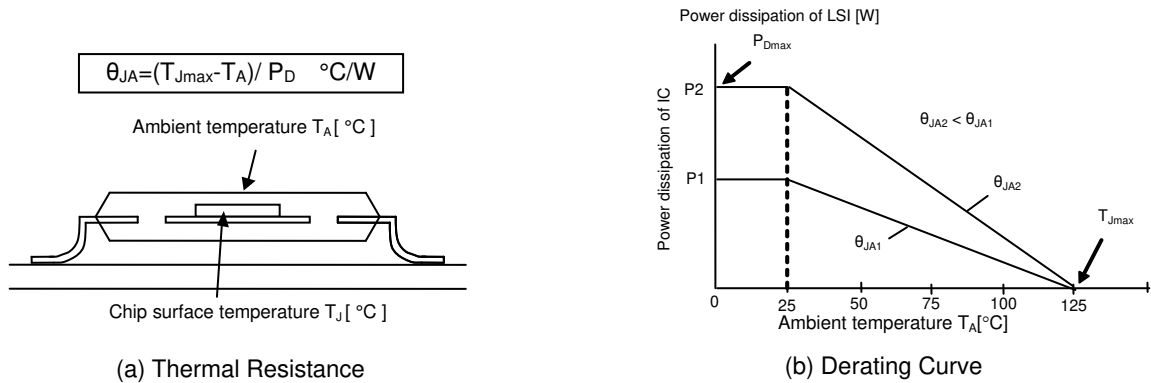 θJA=(TJmax-TA)/ PD °C/W
Ambient temperature TA[ °C ]
Chip surface temperature TJ[ °C ]
(a) Thermal Resistance
Power dissipation of LSI [W]
PDmax
P2
θJA2 < θJA1
Power dissipation of IC
P1
θJA2
TJmax
θJA1
0 25 50 75 100 125
Ambient temperature TA[°C]
(b) Derating Curve